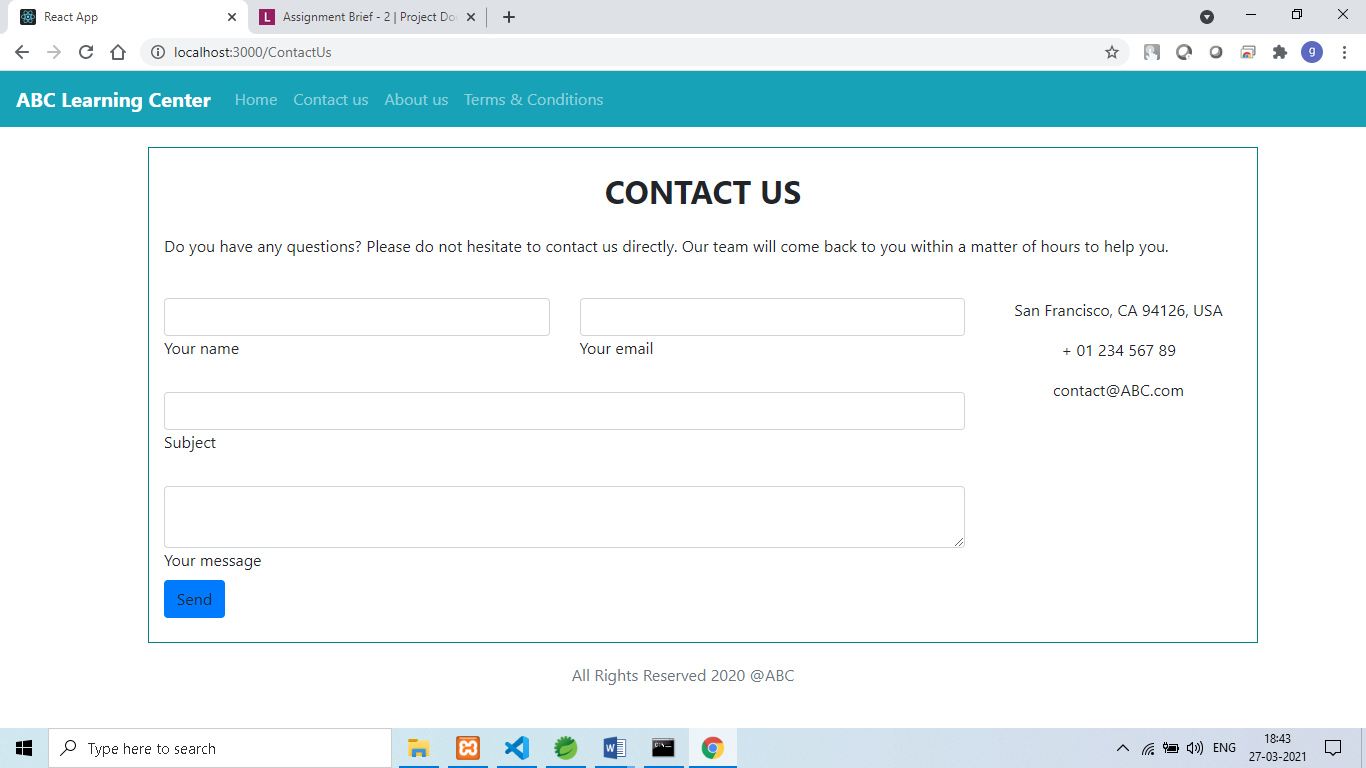 React App
L Assignment Brief - 2 | Project Do
localhost:3000/ContactUs
g
ABC Learning Center Home Contact us About us Terms & Conditions
CONTACT US
Do you have any questions? Please do not hesitate to contact us directly. Our team will come back to you within a matter of hours to help you.
Your name Your email
San Francisco, CA 94126, USA
+ 01 234 567 89
contact@ABC.com
Subject
Your message
Send
All Rights Reserved 2020 @ABC
Type here to search
ENG
18:43
27-03-2021